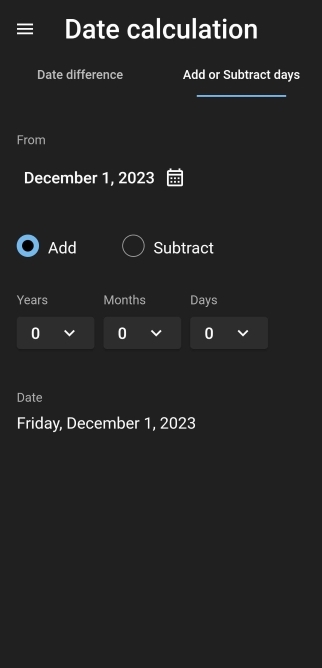 Date calculation
Date difference Add or Subtract days
From
December 1, 2023
Add Subtract
Years Months Days
0 0 0
Date
Friday, December 1, 2023